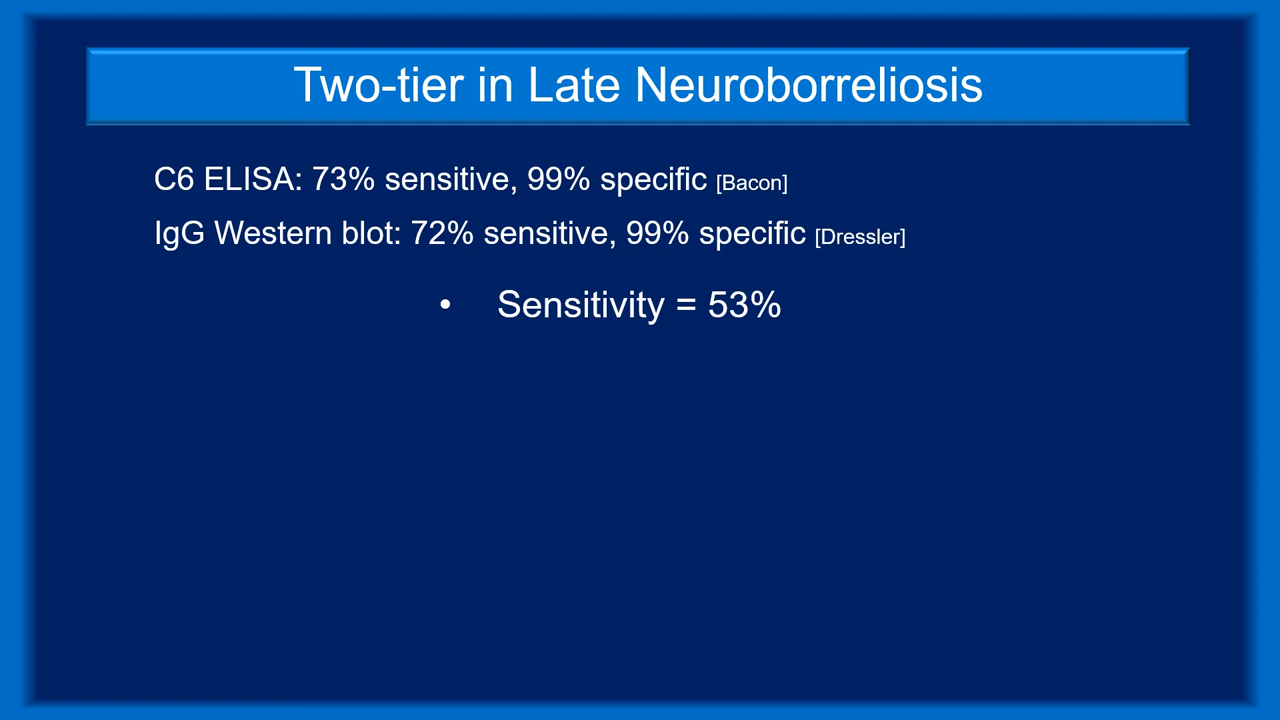 Two-tier in Late Neuroborreliosis
C6 ELISA: 73% sensitive, 99% specific [Bacon]
IgG Western blot: 72% sensitive, 99% specific [Dressler]
• Sensitivity = 53%